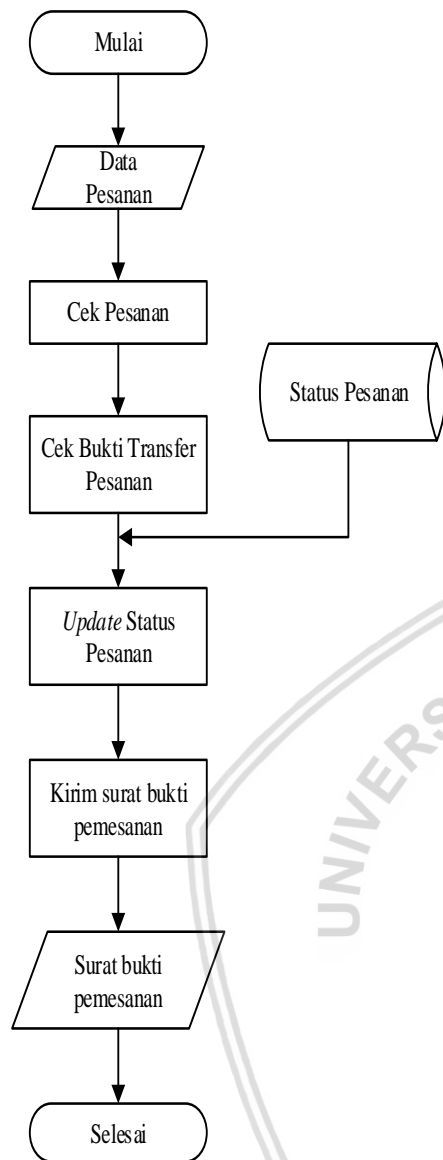 Mulai
Data
Pesanan
Cek Pesanan
Status Pesanan
Cek Bukti Transfer
Pesanan
Update Status
Pesanan
Kirim surat bukti
pemesanan
UNIVERS
Surat bukti
pemesanan
Selesai